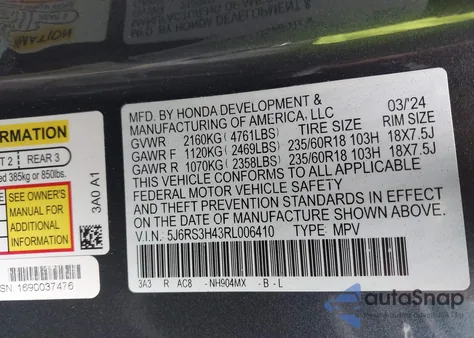 MFD. BY HONDA DEVELOPMENT &
MANUFACTURING OF AMERICA, LLC 03/'24
GVWR 2160KG (4761LBS) TIRE SIZE RIM SIZE
GAWR F 1120KG (2469LBS) 235/60R18 103H 18X7.5J
GAWR R 1070KG (2358LBS) 235/60R18 103H 18X7.5J
THIS VEHICLE CONFORMS TO ALL APPLICABLE
FEDERAL MOTOR VEHICLE SAFETY
AND THEFT PREVENTION STANDARDS IN EFFECT
ON THE DATE OF MANUFACTURE SHOWN ABOVE.
V.I.N: 5J6RS3H43RL006410 TYPE: MPV
3A3 R AC8 -NH904MX -B-L
FORMATION
T 2 REAR 3
ed 385kg or 850lbs.
SEE OWNER'S
MANUAL FOR
ADDITIONAL
INFORMATION
3A0 A1
SN: 1690037476
autoSnap